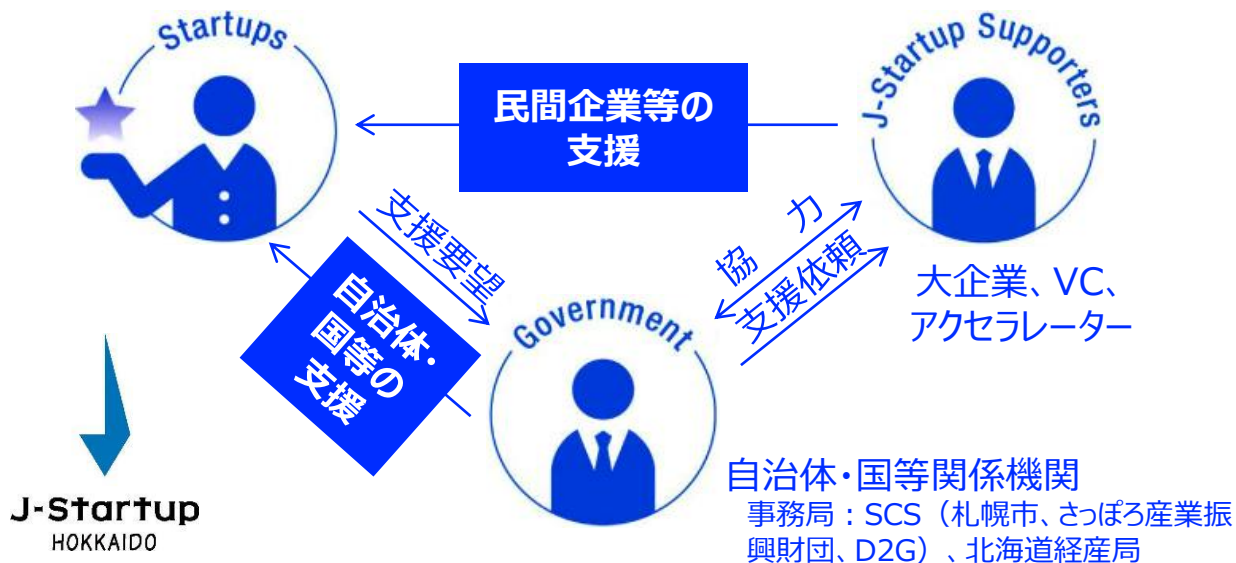 Startups
J-Startup Supporters
民間企業等の
支援
支援要望
協 力
支援依頼
自治体・
国等の
支援
Government
大企業、VC、
アクセラレーター
自治体・国等関係機関
事務局：SCS（札幌市、さっぽろ産業振
興財団、D2G）、北海道経産局
J-Startup
HOKKAIDO